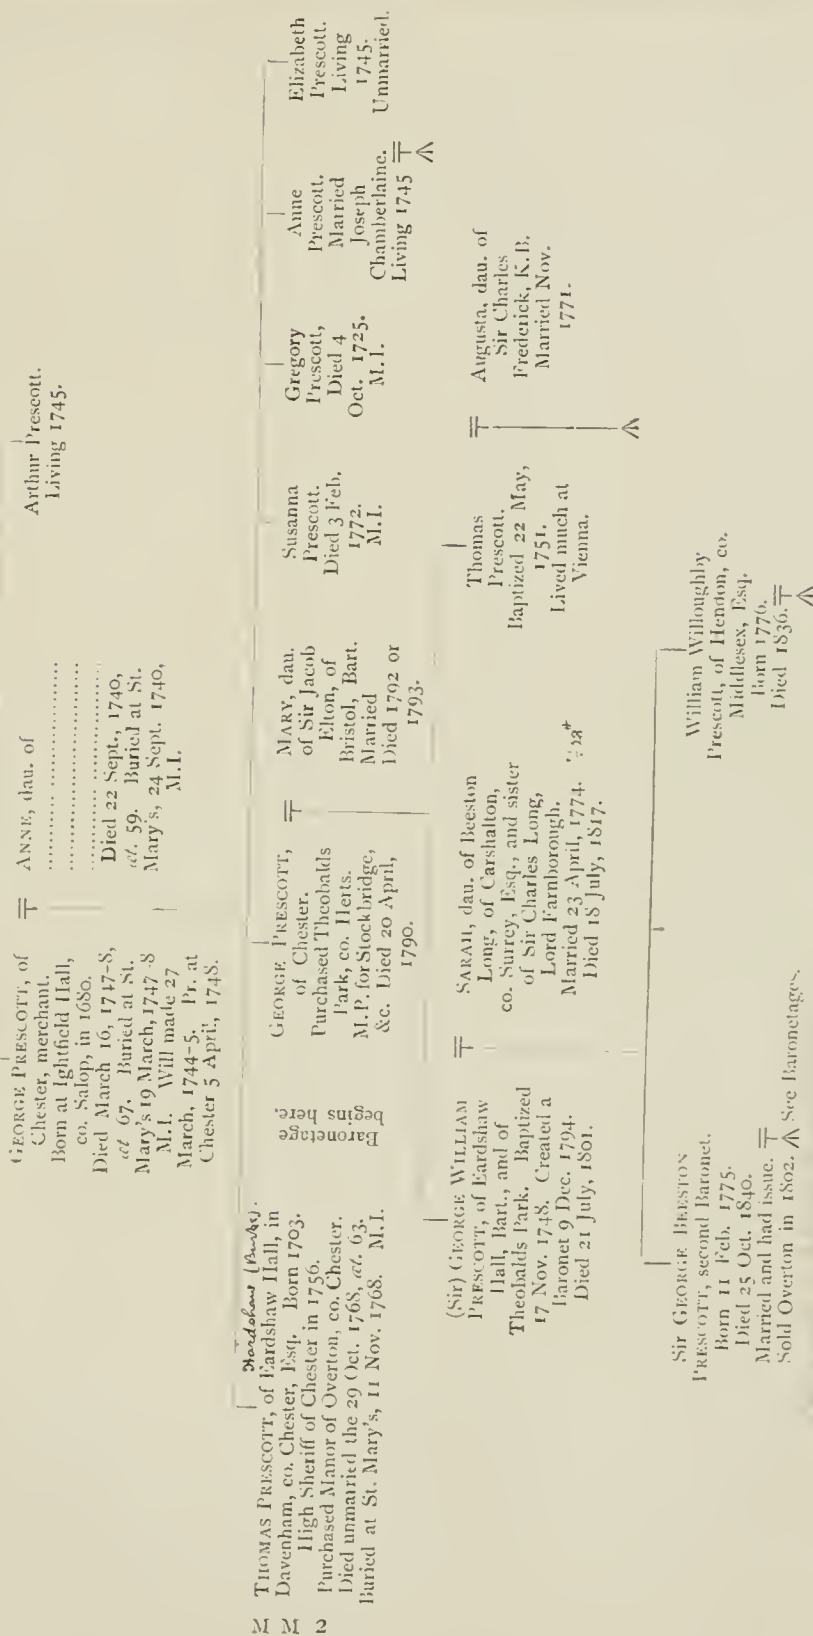 GEORGE PRESCOTT, of
Chester, merchant.
Born at Ightfield Hall,
co. Salop, in 1680.
Died March 16, 1747-8,
æt 67. Buried at St.
Mary's 19 March, 1747-8
M.I. Will made 27
March, 1744-5. Pr. at
Chester 5 April, 1748.
ANNE, dau. of
....................
....................
....................
Died 22 Sept., 1740,
æt. 59. Buried at St.
Mary's, 24 Sept. 1740,
M.I.
Arthur Prescott.
Living 1745.
Hardshaw (Burke).
THOMAS PRESCOTT, of Eardshaw Hall, in
Davenham, co. Chester, Esq. Born 1703.
High Sheriff of Chester in 1756.
Purchased Manor of Overton, co. Chester.
Died unmarried the 29 Oct. 1768, æt. 63.
Buried at St. Mary's, 11 Nov. 1768. M.I.
Baronetage
begins here.
GEORGE PRESCOTT,
of Chester.
Purchased Theobalds
Park, co. Herts.
M.P. for Stockbridge,
&c. Died 20 April,
1790.
MARY, dau.
of Sir Jacob
Elton, of
Bristol, Bart.
Married
Died 1792 or
1793.
Susanna
Prescott.
Died 3 Feb.
1772.
M.I.
Gregory
Prescott,
Died 4
Oct. 1725.
M.I.
Anne
Prescott.
Married
Joseph
Chamberlaine.
Living 1745
Elizabeth
Prescott.
Living
1745.
Unmarried.
(Sir) GEORGE WILLIAM
PRESCOTT, of Eardshaw
Hall, Bart., and of
Theobalds Park. Baptized
17 Nov. 1748. Created a
Baronet 9 Dec. 1794.
Died 21 July, 1801.
SARAH, dau. of Beeston
Long, of Carshalton,
co. Surrey, Esq., and sister
of Sir Charles Long,
Lord Farnborough.
Married 23 April, 1774.
Died 18 July, 1817.
Thomas
Prescott.
Baptized 22 May,
1751.
Lived much at
Vienna.
Augusta, dau. of
Sir Charles
Frederick, K.B.
Married Nov.
1771.
Sir GEORGE BEESTON
PRESCOTT, second Baronet.
Born 11 Feb. 1775.
Died 25 Oct. 1840.
Married and had issue.
Sold Overton in 1802. See Baronetages.
William Willoughby
Prescott, of Hendon, co.
Middlesex, Esq.
Born 1776.
Died 1836.
M M 2